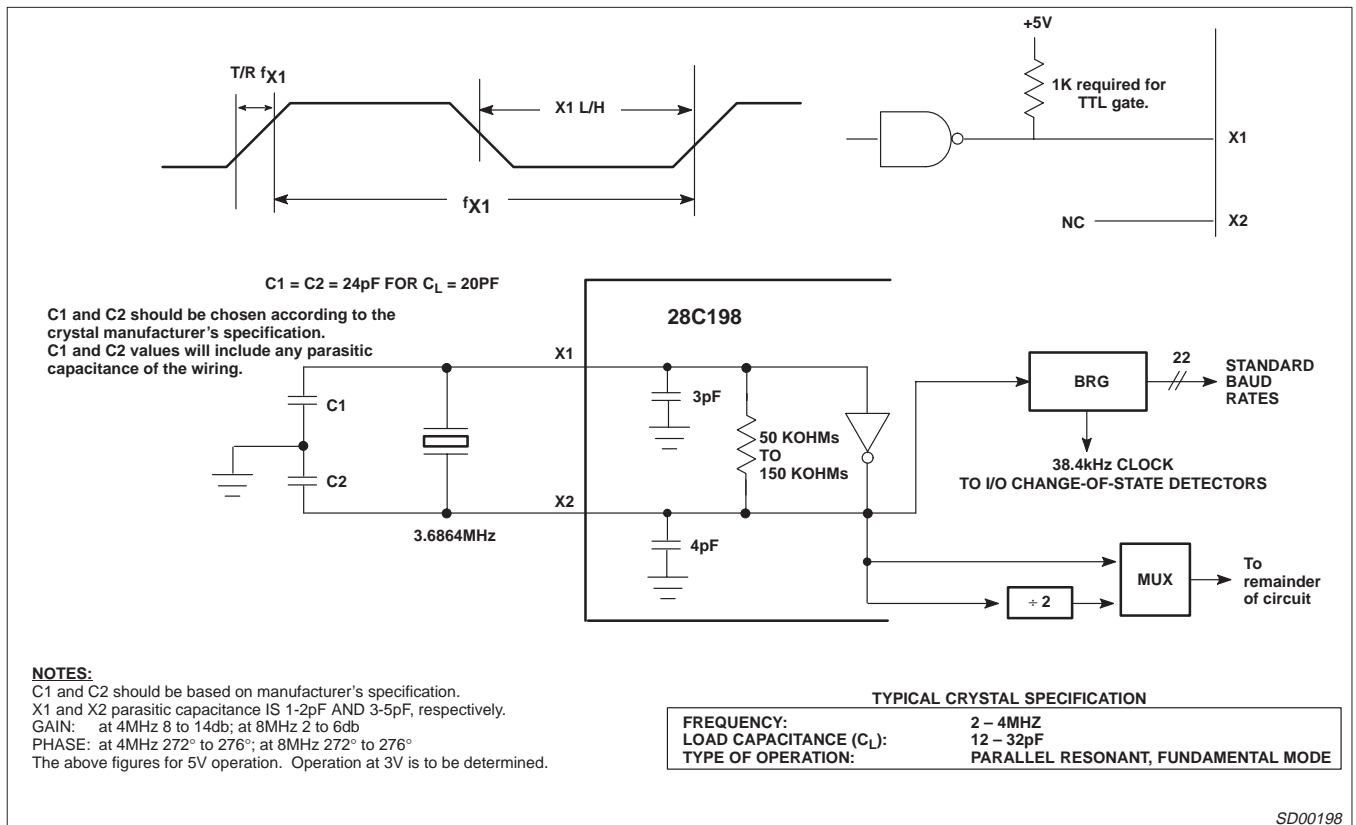 T/R fX1
X1 L/H
fX1
+5V
1K required for
TTL gate.
X1
NC
X2
C1 = C2 = 24pF FOR CL = 20PF
C1 and C2 should be chosen according to the
crystal manufacturer's specification.
C1 and C2 values will include any parasitic
capacitance of the wiring.
28C198
X1
C1
C2
3.6864MHz
X2
3pF
50 KOHMs
TO
150 KOHMs
4pF
BRG
22
STANDARD
BAUD
RATES
38.4kHz CLOCK
TO I/O CHANGE-OF-STATE DETECTORS
÷ 2
MUX
To
remainder
of circuit
NOTES:
C1 and C2 should be based on manufacturer's specification.
X1 and X2 parasitic capacitance IS 1-2pF AND 3-5pF, respectively.
GAIN: at 4MHz 8 to 14db; at 8MHz 2 to 6db
PHASE: at 4MHz 272° to 276°; at 8MHz 272° to 276°
The above figures for 5V operation. Operation at 3V is to be determined.
TYPICAL CRYSTAL SPECIFICATION
FREQUENCY: 2 – 4MHZ
LOAD CAPACITANCE (CL): 12 – 32pF
TYPE OF OPERATION: PARALLEL RESONANT, FUNDAMENTAL MODE
SD00198